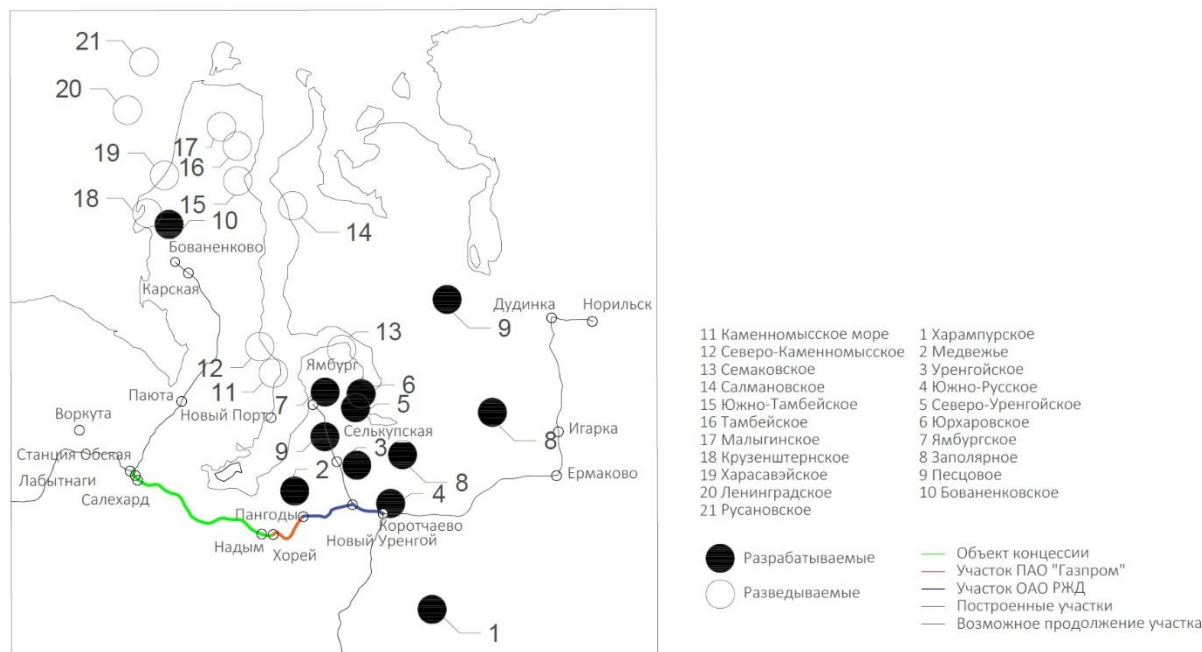 21
20
17
16
19
18
15
10
14
Бованенково
Карская
9
Дудинка
Норильск
13
12
Ямбург
11
6
Паюта
7
5
Новый Порт
Воркута
Селькупская
8
Игарка
9
3
Станция Обская
2
8
Ермаково
Лабытнаги
Салехард
4
Пангоды
Коротчаево
Новый Уренгой
Надым
Хорей
1
11 Каменномысское море
12 Северо-Каменномысское
13 Семаковское
14 Салмановское
15 Южно-Тамбейское
16 Тамбейское
17 Малыгинское
18 Крузенштернское
19 Харасавэйское
20 Ленинградское
21 Русановское
1 Харампурское
2 Медвежье
3 Уренгойское
4 Южно-Русское
5 Северо-Уренгойское
6 Юрхаровское
7 Ямбургское
8 Заполярное
9 Песцовое
10 Бованенковское
Разрабатываемые
Разведываемые
Объект концессии
Участок ПАО "Газпром"
Участок ОАО РЖД
Построенные участки
Возможное продолжение участка